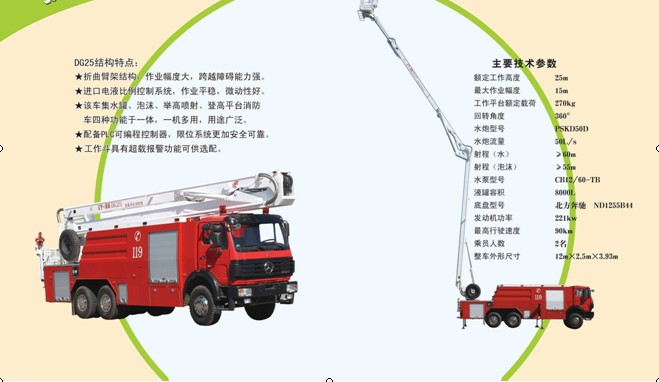 DG25结构特点:
★折曲臂架结构，作业幅度大，跨越障碍能力强。
★进口电液比例控制系统，作业平稳，微动性好。
★该车集水罐、泡沫、举高喷射、登高平台消防
车四种功能于一体，一机多用，用途广泛。
★配备PLC可编程控制器，限位系统更加安全可靠。
★工作斗具有超载报警功能可供选配。
119
主要技术参数
额定工作高度 25m
最大作业幅度 15m
工作平台额定载荷 270kg
回转角度 360°
水炮型号 PSKD50D
水炮流量 50L/s
射程（水） ≥60m
射程（泡沫） ≥55m
水泵型号 CB12/60-TB
液罐容积 8000L
底盘型号 北方奔驰 ND1255B44
发动机功率 221kw
最高行驶速度 90km
乘员人数 2名
整车外形尺寸 12m×2.5m×3.93m
119